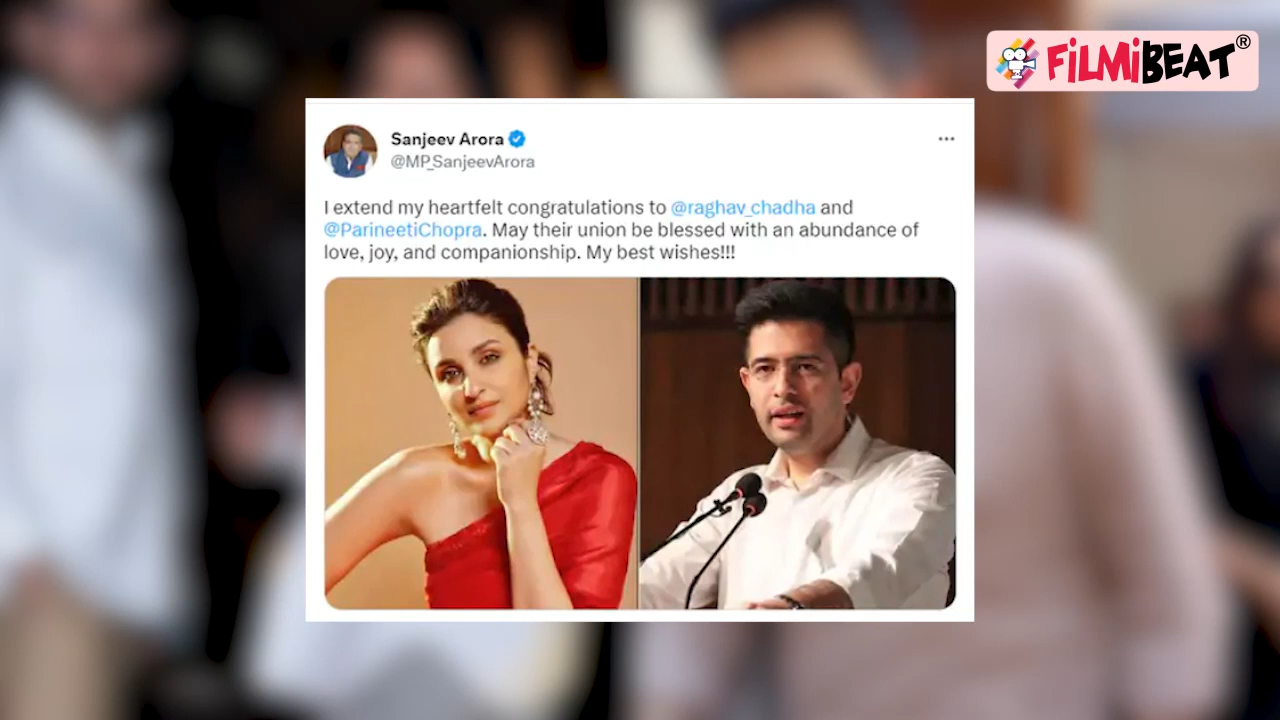 FiLMiBEAT®
Sanjeev Arora
@MP_SanjeevArora
I extend my heartfelt congratulations to @raghav_chadha and
@ParineetiChopra. May their union be blessed with an abundance of
love, joy, and companionship. My best wishes!!!